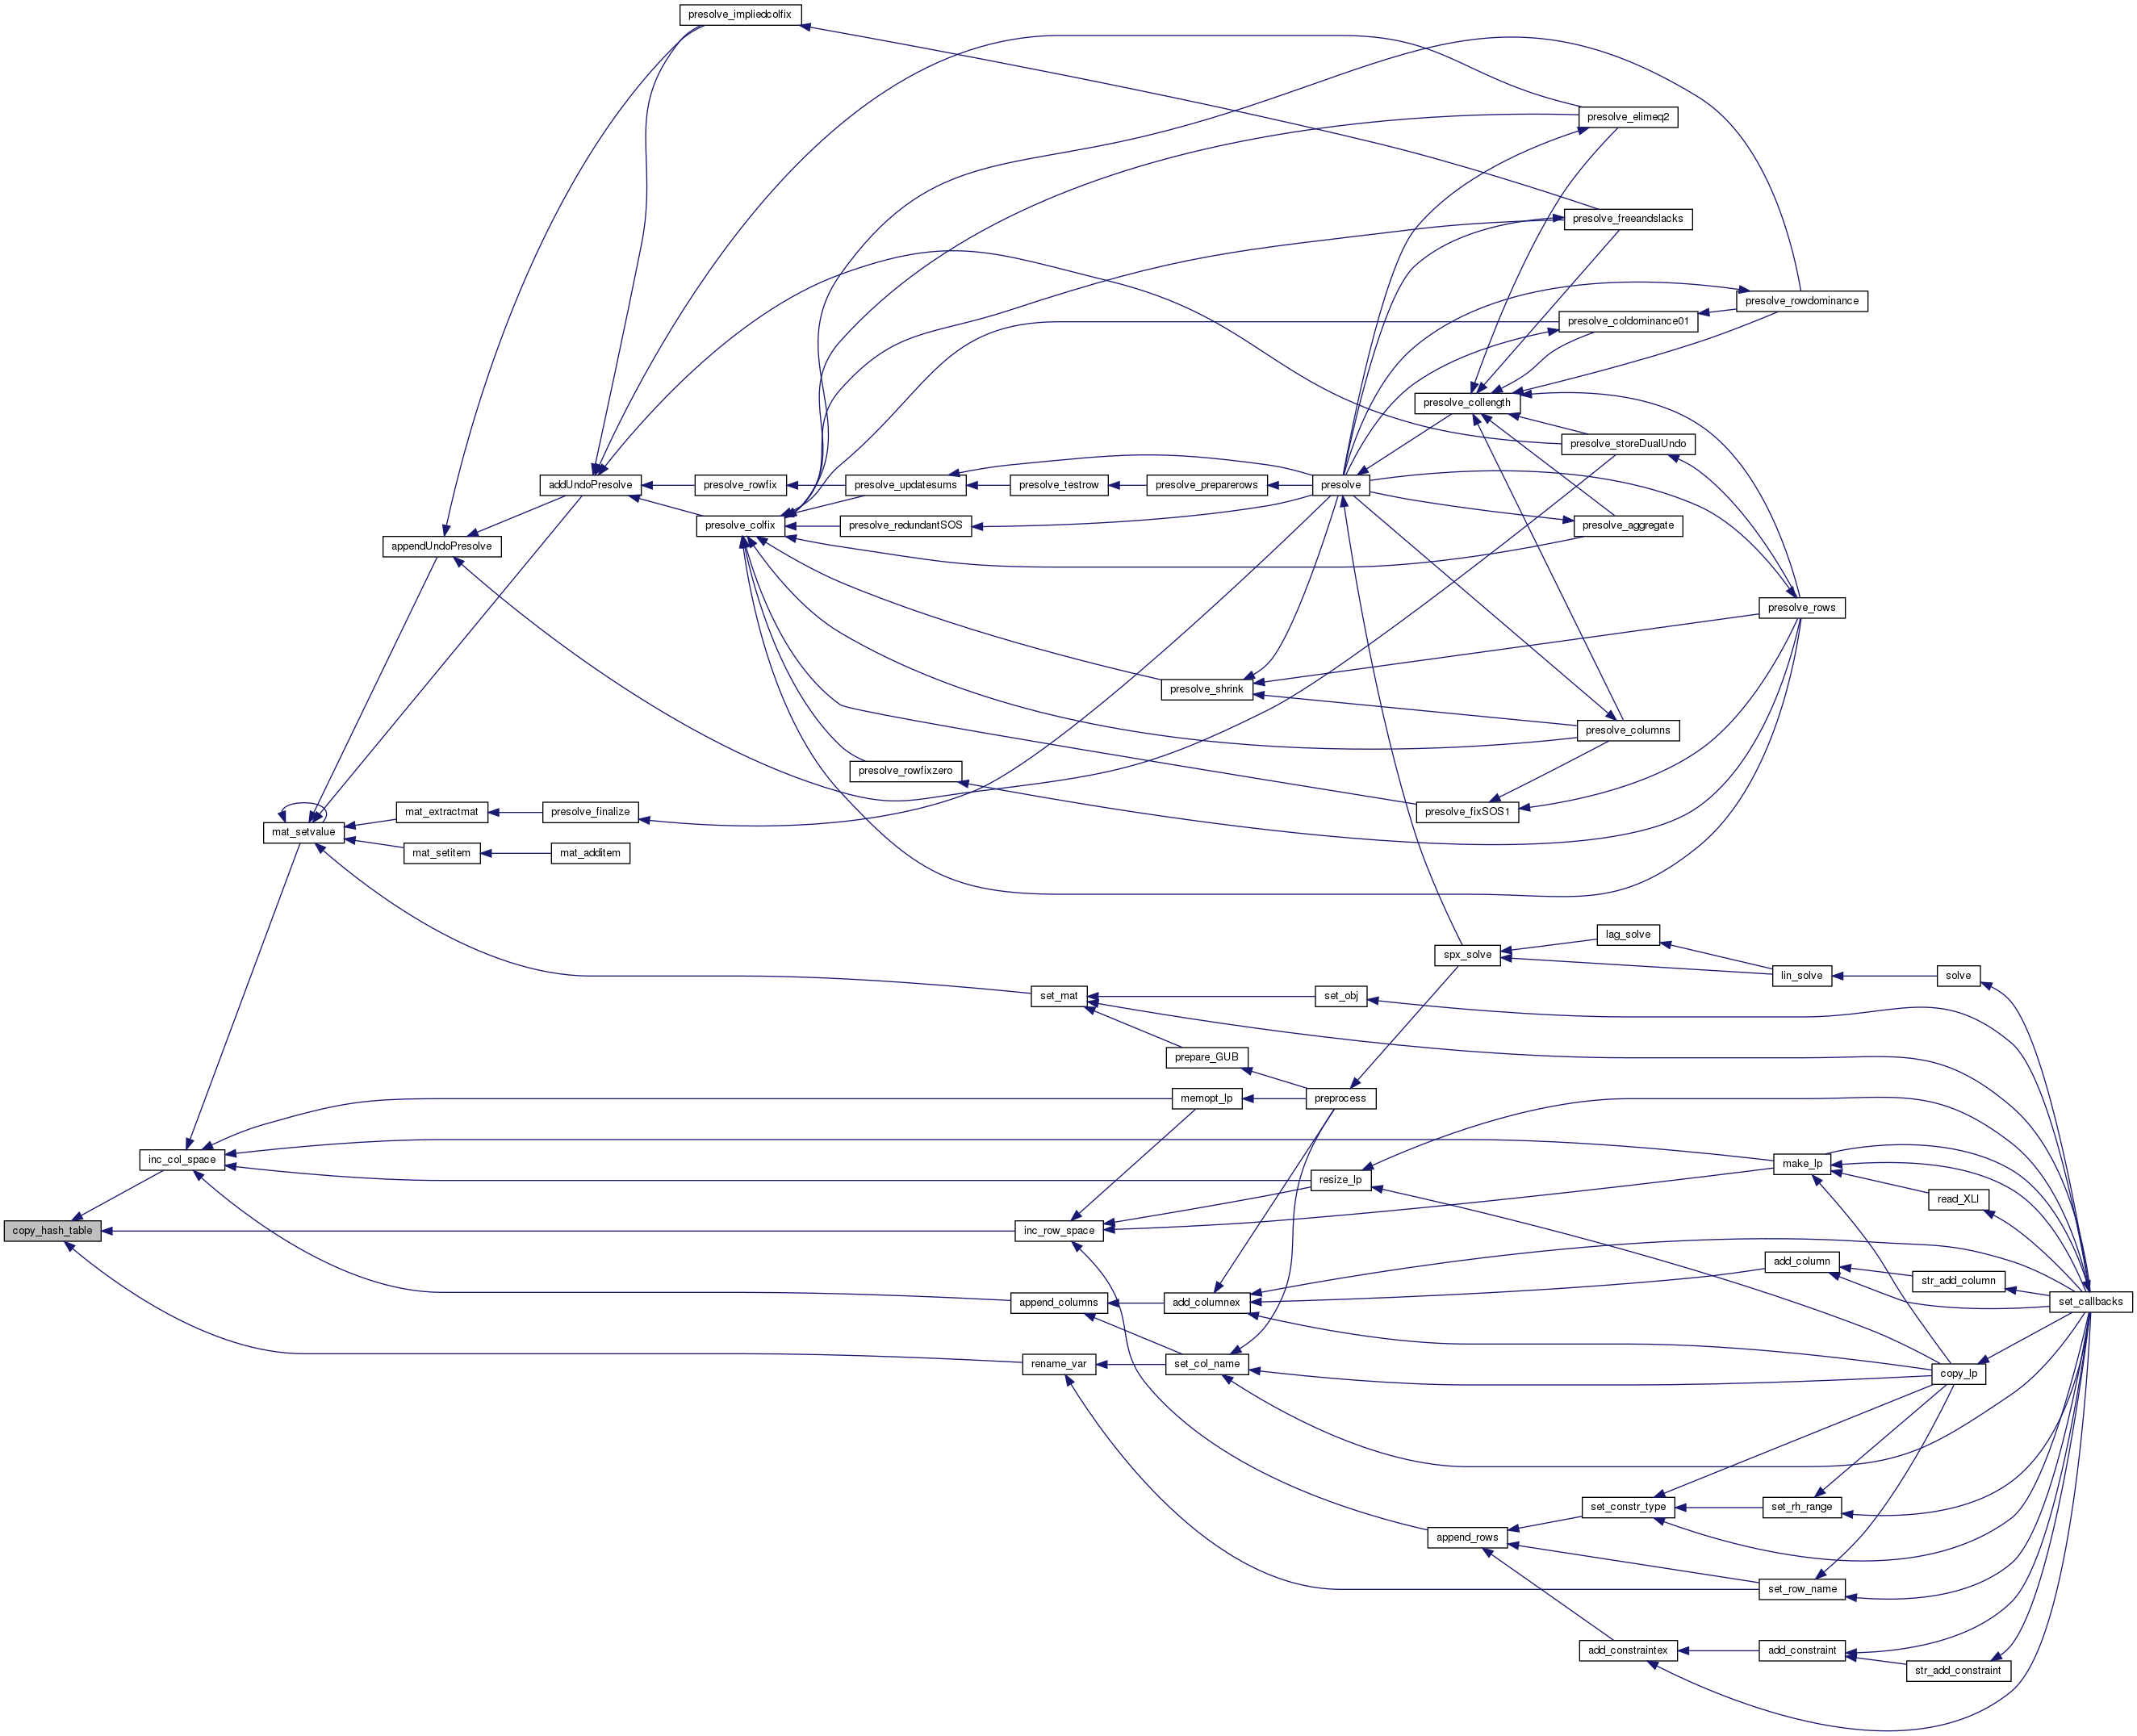 presolve_impliedcolfix
presolve_elimeq2
presolve_freeandslacks
presolve_rowdominance
presolve_coldominance01
presolve_collength
presolve_storeDualUndo
addUndoPresolve
presolve_rowfix
presolve_updatesums
presolve_testrow
presolve_preparerows
presolve
presolve_colfix
presolve_redundantSOS
presolve_aggregate
appendUndoPresolve
presolve_rows
presolve_shrink
presolve_columns
presolve_rowfixzero
mat_extractmat
presolve_finalize
presolve_fixSOS1
mat_setvalue
mat_setitem
mat_additem
lag_solve
spx_solve
lin_solve
solve
set_mat
set_obj
prepare_GUB
memopt_lp
preprocess
inc_col_space
make_lp
resize_lp
read_XLI
copy_hash_table
inc_row_space
add_column
str_add_column
append_columns
add_columnex
set_callbacks
rename_var
set_col_name
copy_lp
set_constr_type
set_rh_range
append_rows
set_row_name
add_constraintex
add_constraint
str_add_constraint